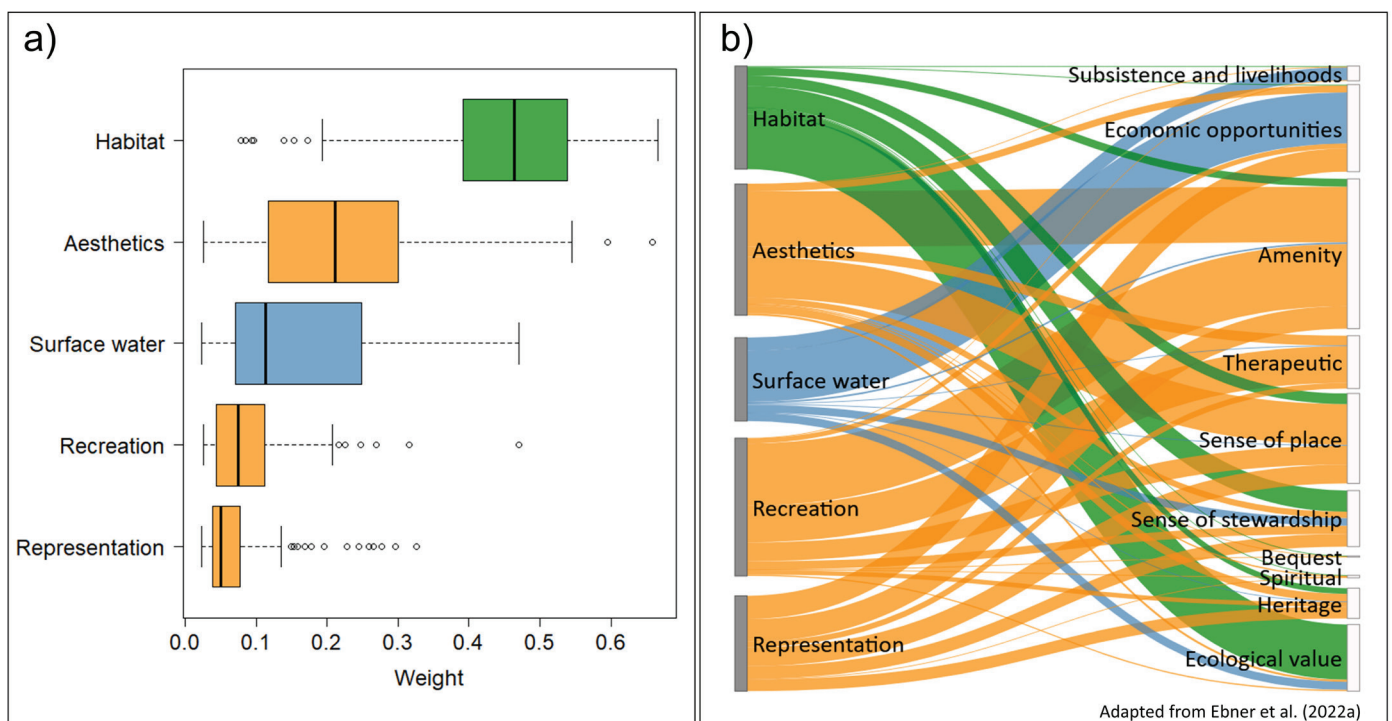 a)
Habitat
Aesthetics
Surface water
Recreation
Representation
0.0 0.1 0.2 0.3 0.4 0.5 0.6
Weight
b)
Habitat
Aesthetics
Surface water
Recreation
Representation
Subsistence and livelihoods
Economic opportunities
Amenity
Therapeutic
Sense of place
Sense of stewardship
Bequest
Spiritual
Heritage
Ecological value
Adapted from Ebner et al. (2022a)